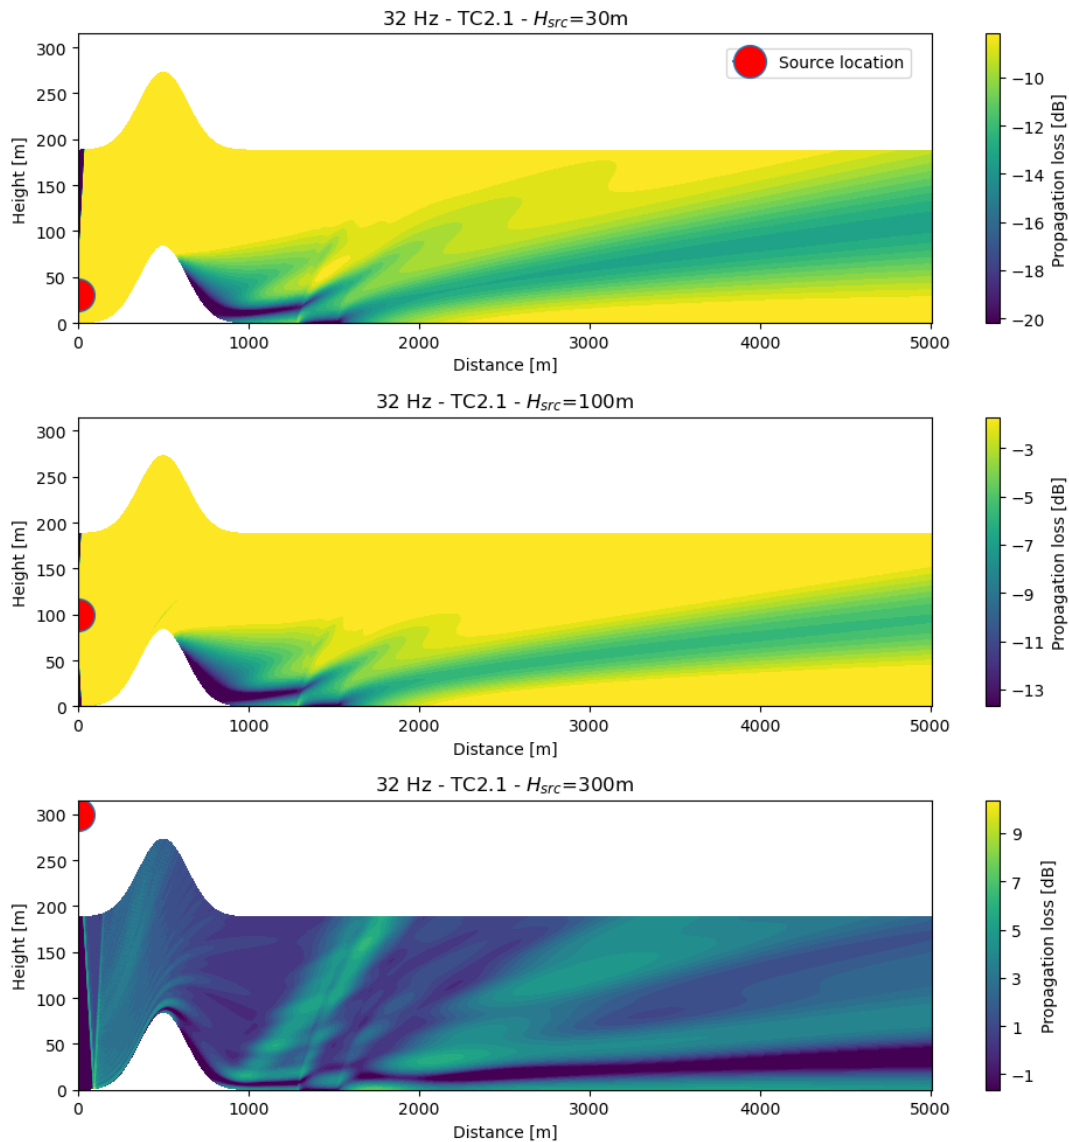 32 Hz - TC2.1 - H_src=30m
Source location
300
250
200
150
100
50
0
Height [m]
0 1000 2000 3000 4000 5000
Distance [m]
−10
−12
−14
−16
−18
−20
Propagation loss [dB]
32 Hz - TC2.1 - H_src=100m
300
250
200
150
100
50
0
Height [m]
0 1000 2000 3000 4000 5000
Distance [m]
−3
−5
−7
−9
−11
−13
Propagation loss [dB]
32 Hz - TC2.1 - H_src=300m
300
250
200
150
100
50
0
Height [m]
0 1000 2000 3000 4000 5000
Distance [m]
9
7
5
3
1
−1
Propagation loss [dB]